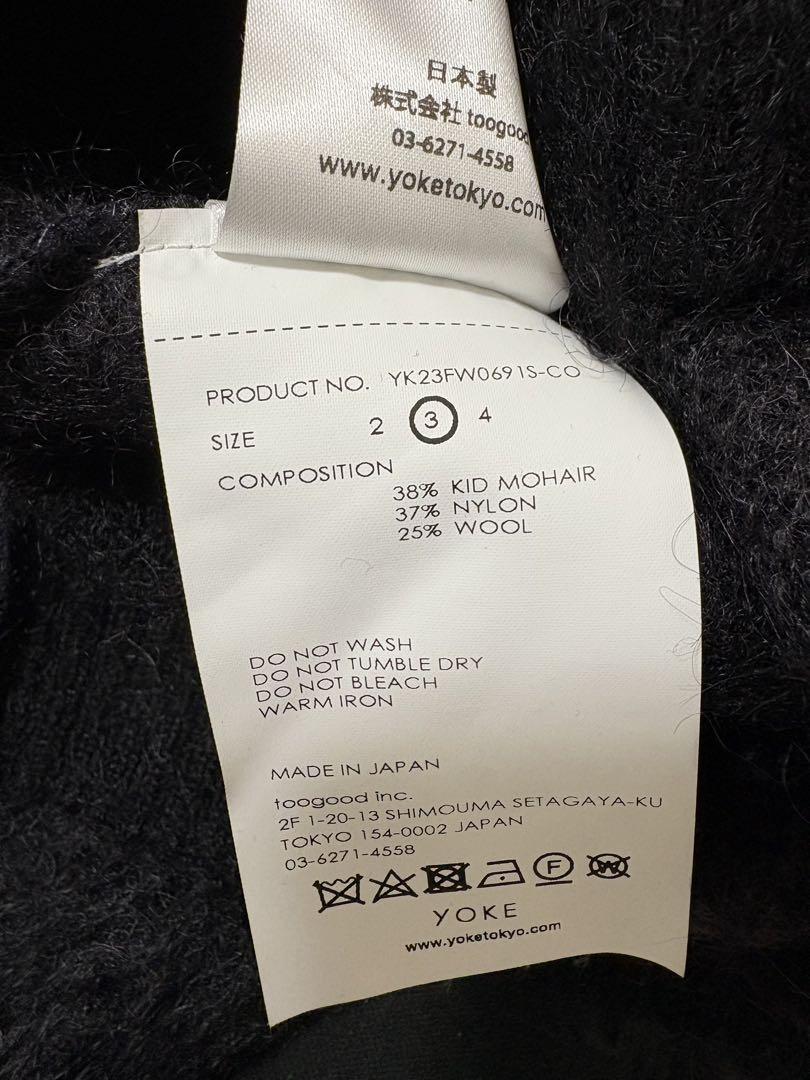 日本製
株式会社 toogood
03-6271-4558
www.yoketokyo.com
PRODUCT NO. YK23FW0691S-CO
SIZE 2 3 4
COMPOSITION
38% KID MOHAIR
37% NYLON
25% WOOL
DO NOT WASH
DO NOT TUMBLE DRY
DO NOT BLEACH
WARM IRON
MADE IN JAPAN
toogood inc.
2F 1-20-13 SHIMOUMA SETAGAYA-KU
TOKYO 154-0002 JAPAN
03-6271-4558
F W
YOKE
www.yoketokyo.com